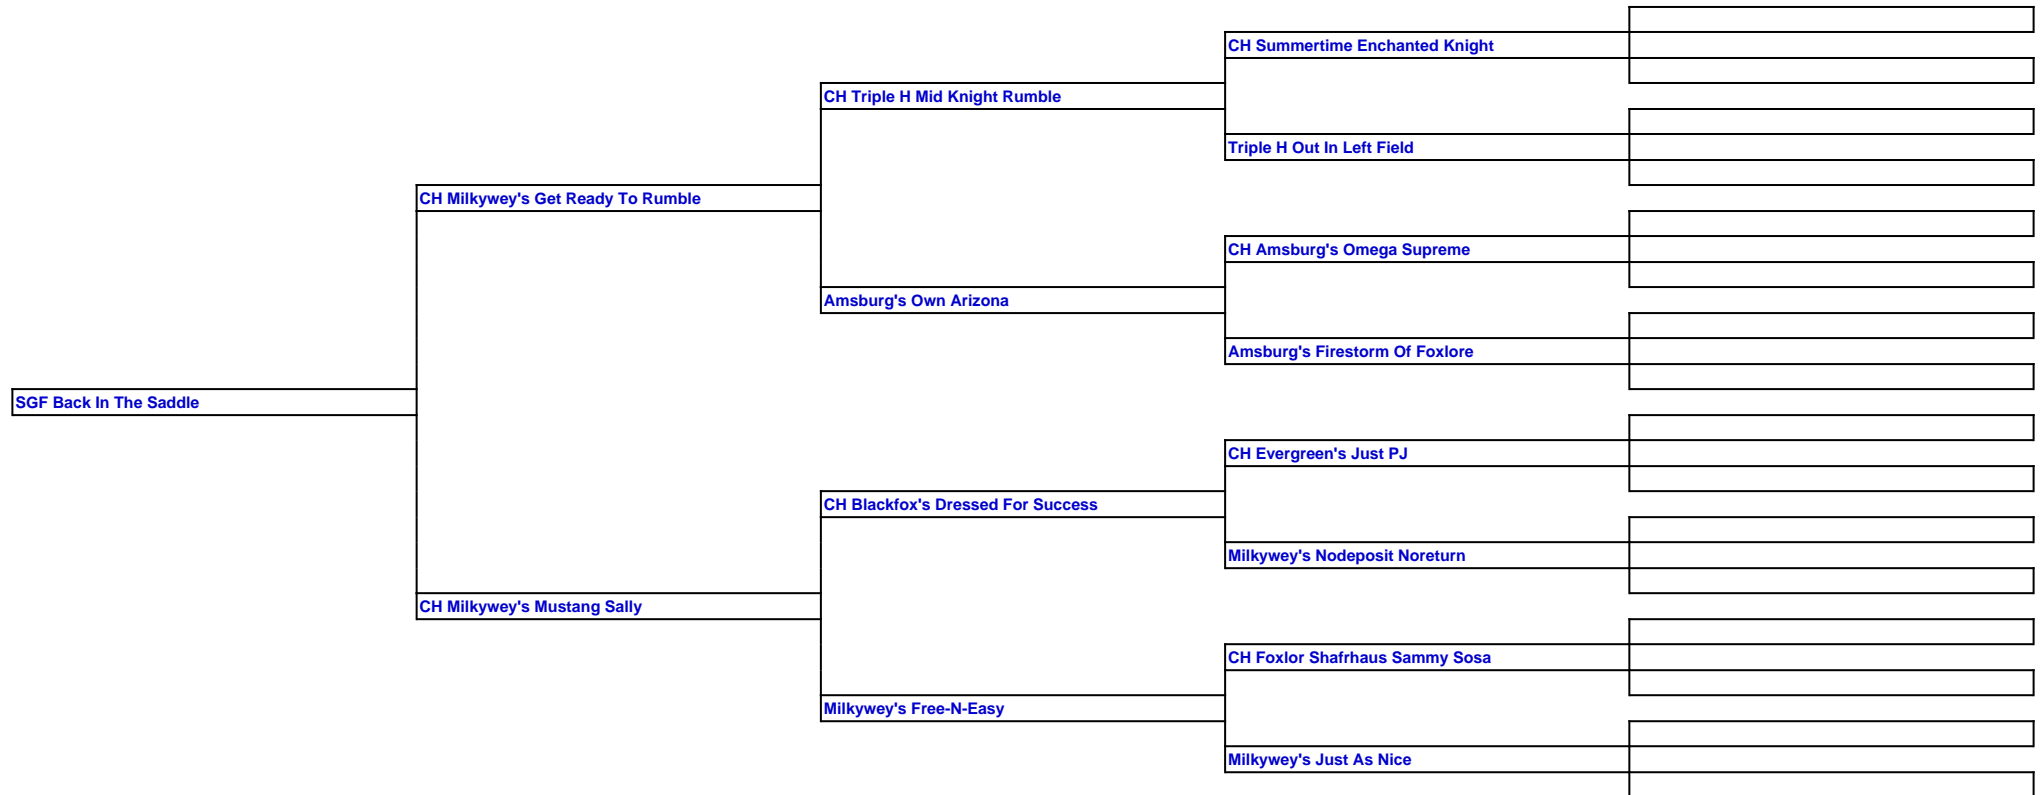 CH Summertime Enchanted Knight
CH Triple H Mid Knight Rumble
Triple H Out In Left Field
CH Milkywey's Get Ready To Rumble
CH Amsburg's Omega Supreme
Amsburg's Own Arizona
Amsburg's Firestorm Of Foxlore
SGF Back In The Saddle
CH Evergreen's Just PJ
CH Blackfox's Dressed For Success
Milkywey's Nodeposit Noreturn
CH Milkywey's Mustang Sally
CH Foxlor Shafrhaus Sammy Sosa
Milkywey's Free-N-Easy
Milkywey's Just As Nice